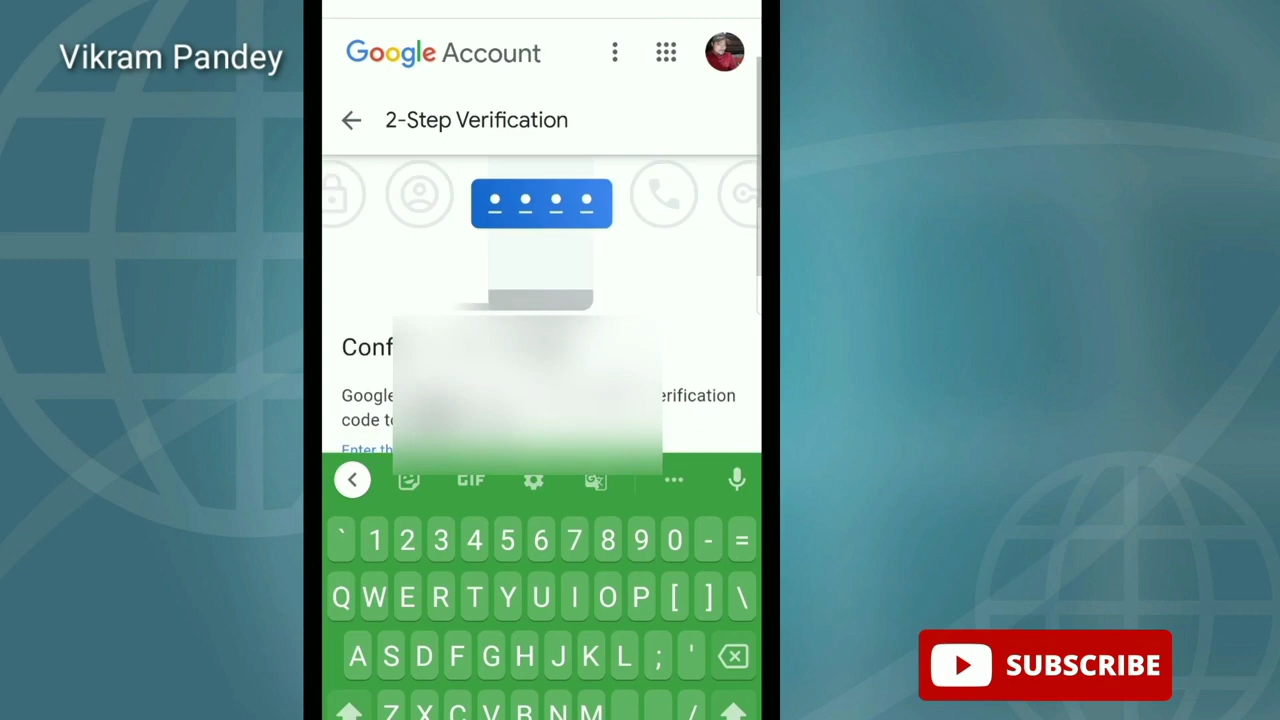 Vikram Pandey
Google Account
2-Step Verification
Conf
Google erification
code to
Enter th
GIF
` 1 2 3 4 5 6 7 8 9 0 - =
Q W E R T Y U I O P [ ] \
A S D F G H J K L ; '
Z X C V B N M /
SUBSCRIBE